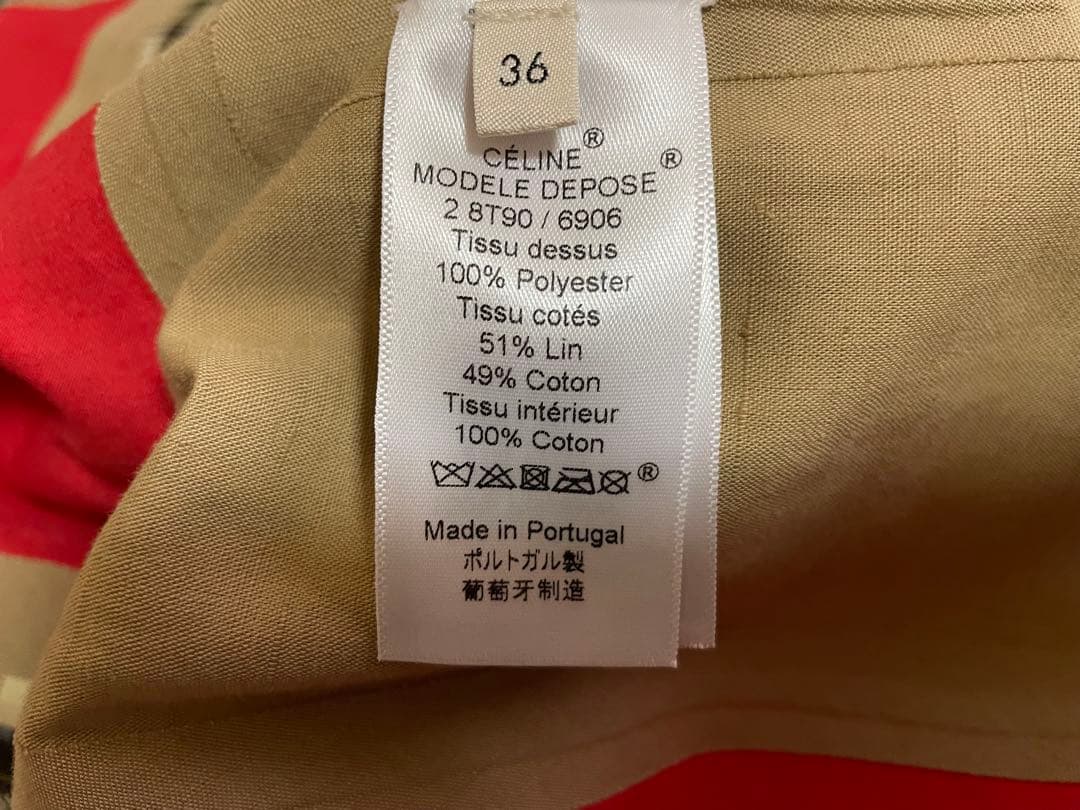 36
CÉLINE®
MODELE DEPOSE®
2 8T90 / 6906
Tissu dessus
100% Polyester
Tissu cotés
51% Lin
49% Coton
Tissu intérieur
100% Coton
®
Made in Portugal
ポルトガル製
葡萄牙制造